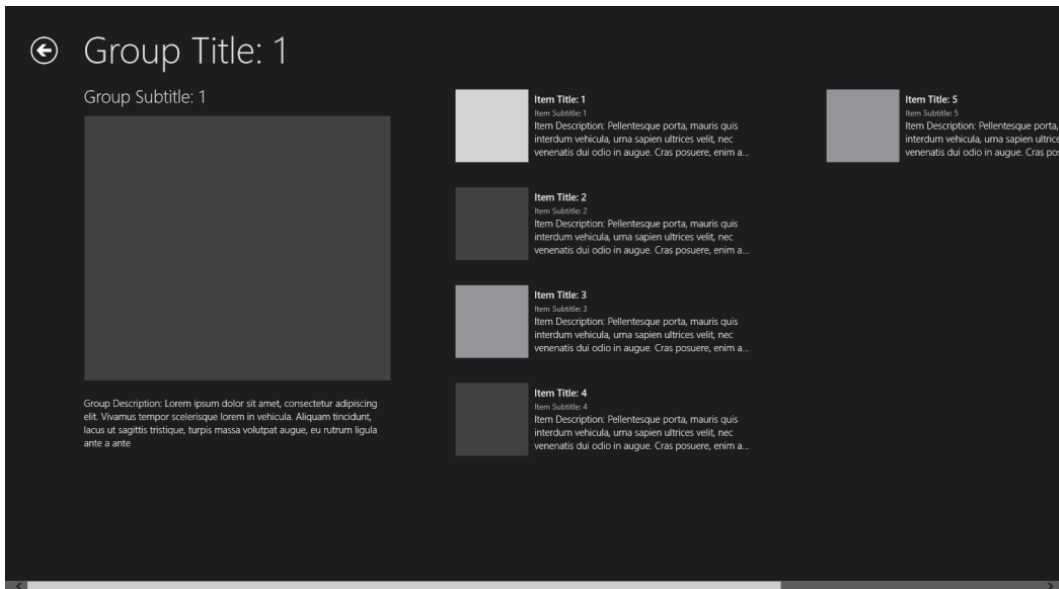 Group Title: 1
Group Subtitle: 1
Group Description: Lorem ipsum dolor sit amet, consectetur adipiscing
elit. Vivamus tempor scelerisque lorem in vehicula. Aliquam tincidunt,
lacus ut sagittis tristique, turpis massa volutpat augue, eu rutrum ligula
ante a ante
Item Title: 1
Item Subtitle: 1
Item Description: Pellentesque porta, mauris quis
interdum vehicula, urna sapien ultrices velit, nec
venenatis dui odio in augue. Cras posuere, enim a...
Item Title: 2
Item Subtitle: 2
Item Description: Pellentesque porta, mauris quis
interdum vehicula, urna sapien ultrices velit, nec
venenatis dui odio in augue. Cras posuere, enim a...
Item Title: 3
Item Subtitle: 3
Item Description: Pellentesque porta, mauris quis
interdum vehicula, urna sapien ultrices velit, nec
venenatis dui odio in augue. Cras posuere, enim a...
Item Title: 4
Item Subtitle: 4
Item Description: Pellentesque porta, mauris quis
interdum vehicula, urna sapien ultrices velit, nec
venenatis dui odio in augue. Cras posuere, enim a...
Item Title: 5
Item Subtitle: 5
Item Description: Pellentesque porta,
interdum vehicula, urna sapien ultrice
venenatis dui odio in augue. Cras pos